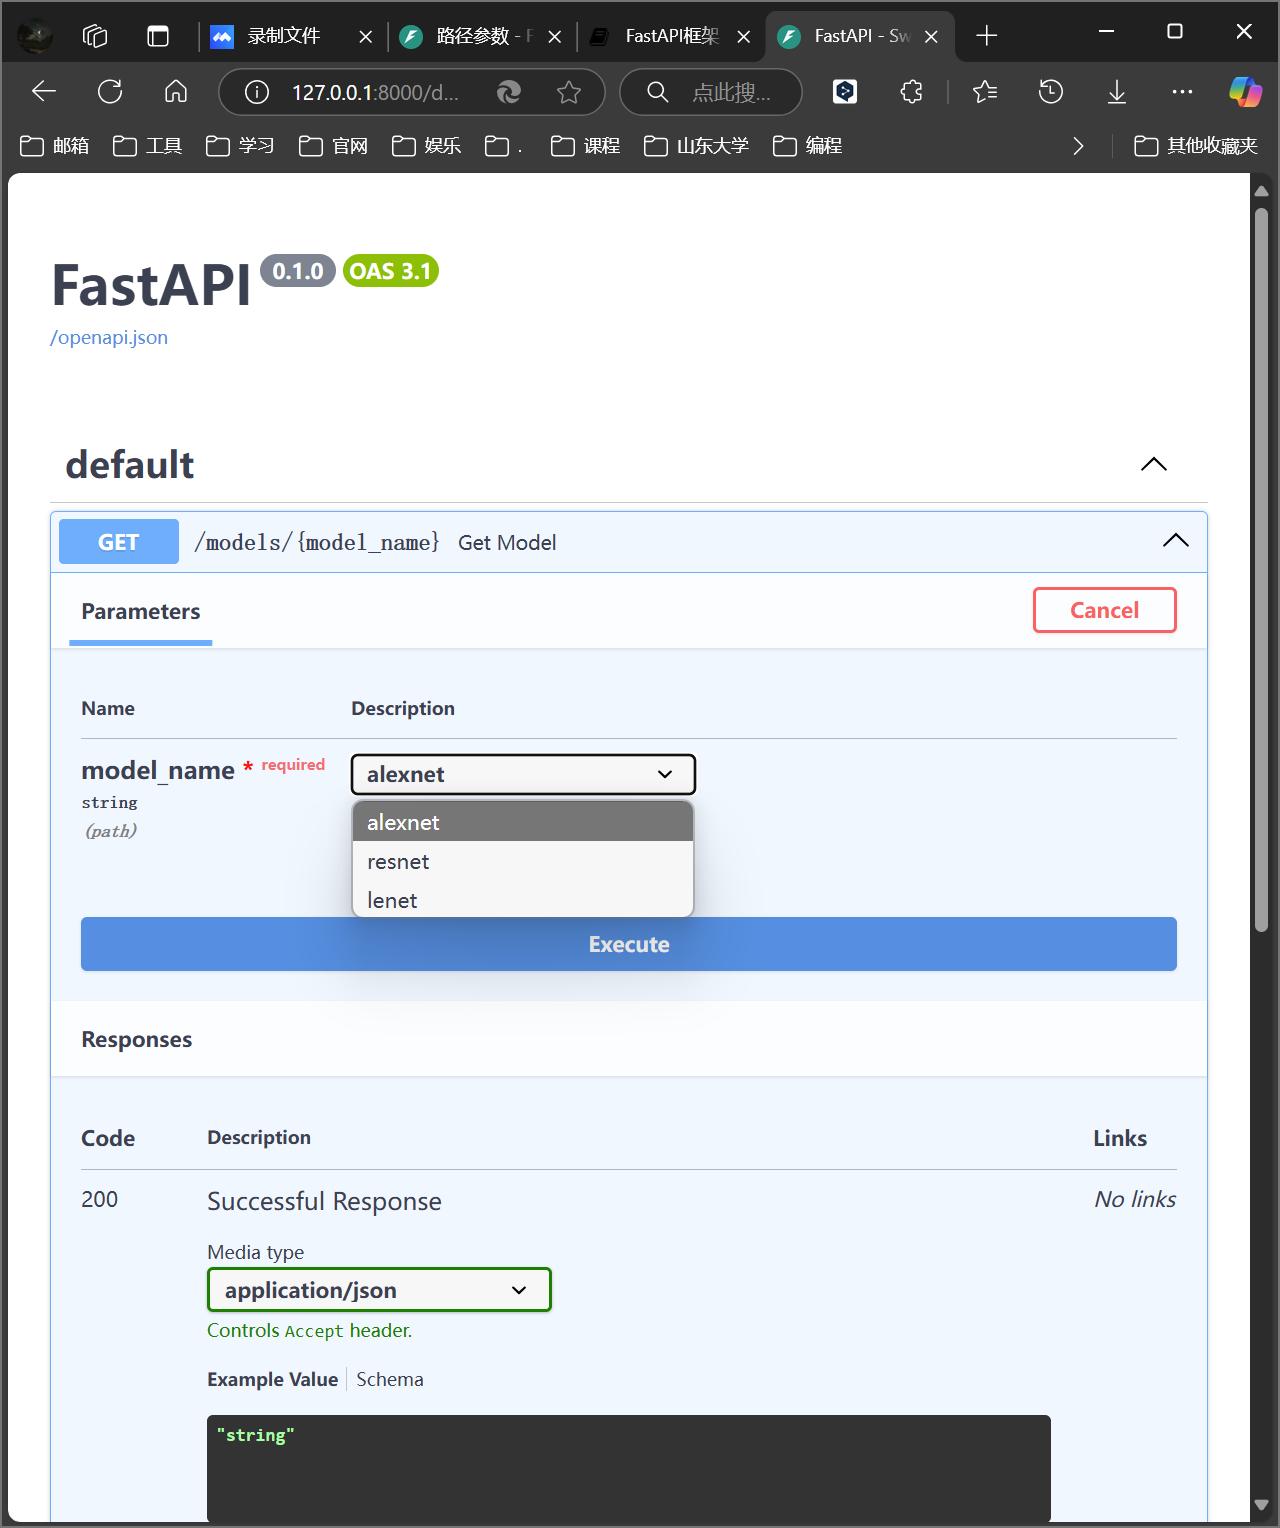 录制文件
路径参数 - F
FastAPI框架
FastAPI - Sw
127.0.0.1:8000/d...
点此搜...
邮箱
工具
学习
官网
娱乐
.
课程
山东大学
编程
其他收藏夹
FastAPI 0.1.0 OAS 3.1
/openapi.json
default
GET /models/{model_name} Get Model
Parameters
Cancel
Name Description
model_name * required
string
(path)
alexnet
alexnet
resnet
lenet
Execute
Responses
Code Description Links
200 Successful Response No links
Media type
application/json
Controls Accept header.
Example Value Schema
"string"